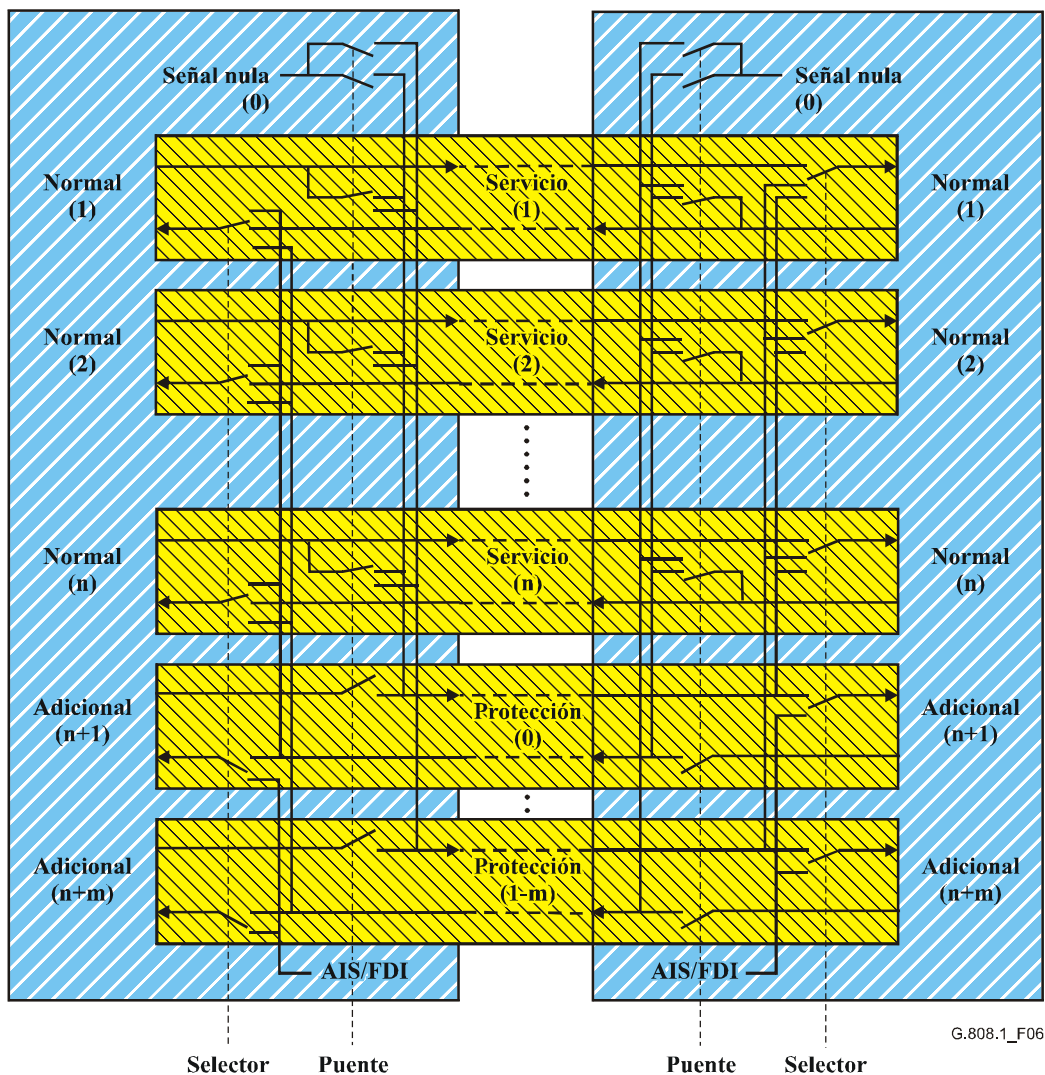 Señal nula
(0)
Señal nula
(0)
Normal
(1)
Servicio
(1)
Normal
(1)
Normal
(2)
Servicio
(2)
Normal
(2)
Normal
(n)
Servicio
(n)
Normal
(n)
Adicional
(n+1)
Protección
(0)
Adicional
(n+1)
Adicional
(n+m)
Protección
(1-m)
Adicional
(n+m)
AIS/FDI
AIS/FDI
G.808.1_F06
Selector
Puente
Puente
Selector